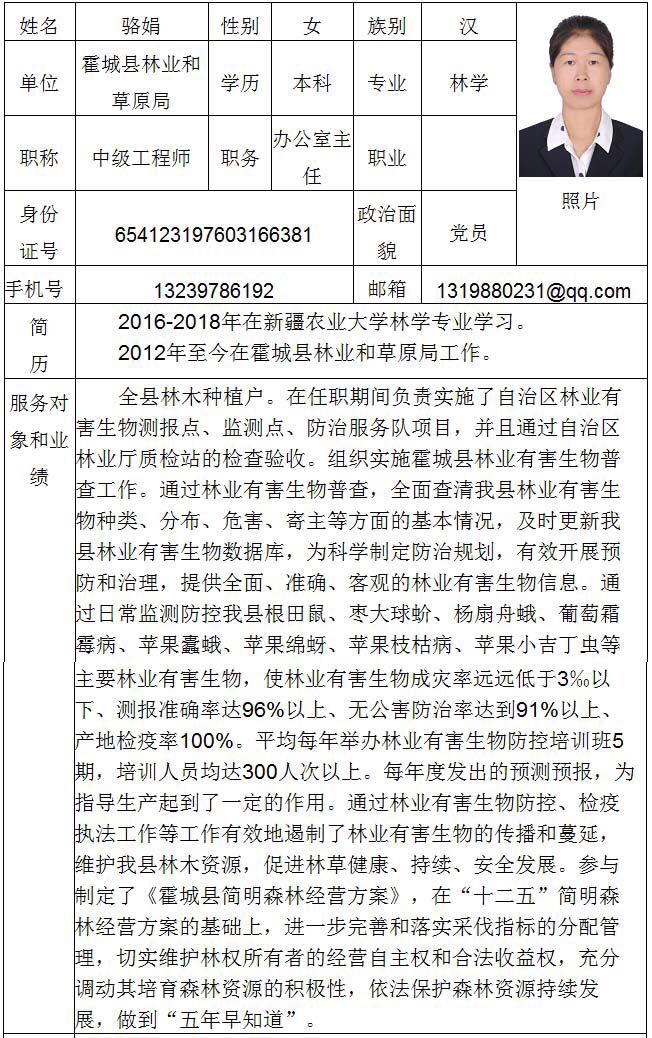 姓名 骆娟 性别 女 族别 汉
单位 霍城县林业和草原局 学历 本科 专业 林学
职称 中级工程师 职务 办公室主任 职业
照片
身份证号 654123197603166381 政治面貌 党员
手机号 13239786192 邮箱 1319880231@qq.com
简历
2016-2018年在新疆农业大学林学专业学习。
2012年至今在霍城县林业和草原局工作。
服务对象和业绩
全县林木种植户。在任职期间负责实施了自治区林业有
害生物测报点、监测点、防治服务队项目，并且通过自治区
林业厅质检站的检查验收。组织实施霍城县林业有害生物普
查工作。通过林业有害生物普查，全面查清我县林业有害生
物种类、分布、危害、寄主等方面的基本情况，及时更新我
县林业有害生物数据库，为科学制定防治规划，有效开展预
防和治理，提供全面、准确、客观的林业有害生物信息。通
过日常监测防控我县根田鼠、枣大球蚧、杨扇舟蛾、葡萄霜
霉病、苹果蠹蛾、苹果绵蚜、苹果枝枯病、苹果小吉丁虫等
主要林业有害生物，使林业有害生物成灾率远远低于3‰以
下、测报准确率达96%以上、无公害防治率达到91%以上、
产地检疫率100%。平均每年举办林业有害生物防控培训班5
期，培训人员均达300人次以上。每年度发出的预测预报，为
指导生产起到了一定的作用。通过林业有害生物防控、检疫
执法工作等工作有效地遏制了林业有害生物的传播和蔓延，
维护我县林木资源，促进林草健康、持续、安全发展。参与
制定了《霍城县简明森林经营方案》，在“十二五”简明森
林经营方案的基础上，进一步完善和落实采伐指标的分配管
理，切实维护林权所有者的经营自主权和合法收益权，充分
调动其培育森林资源的积极性，依法保护森林资源持续发
展，做到“五年早知道”。